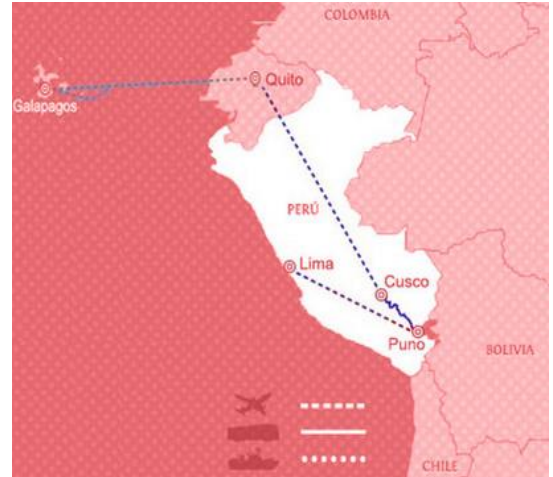 COLOMBIA
Quito
Galapagos
PERÚ
Lima
Cusco
Puno
BOLIVIA
CHILE